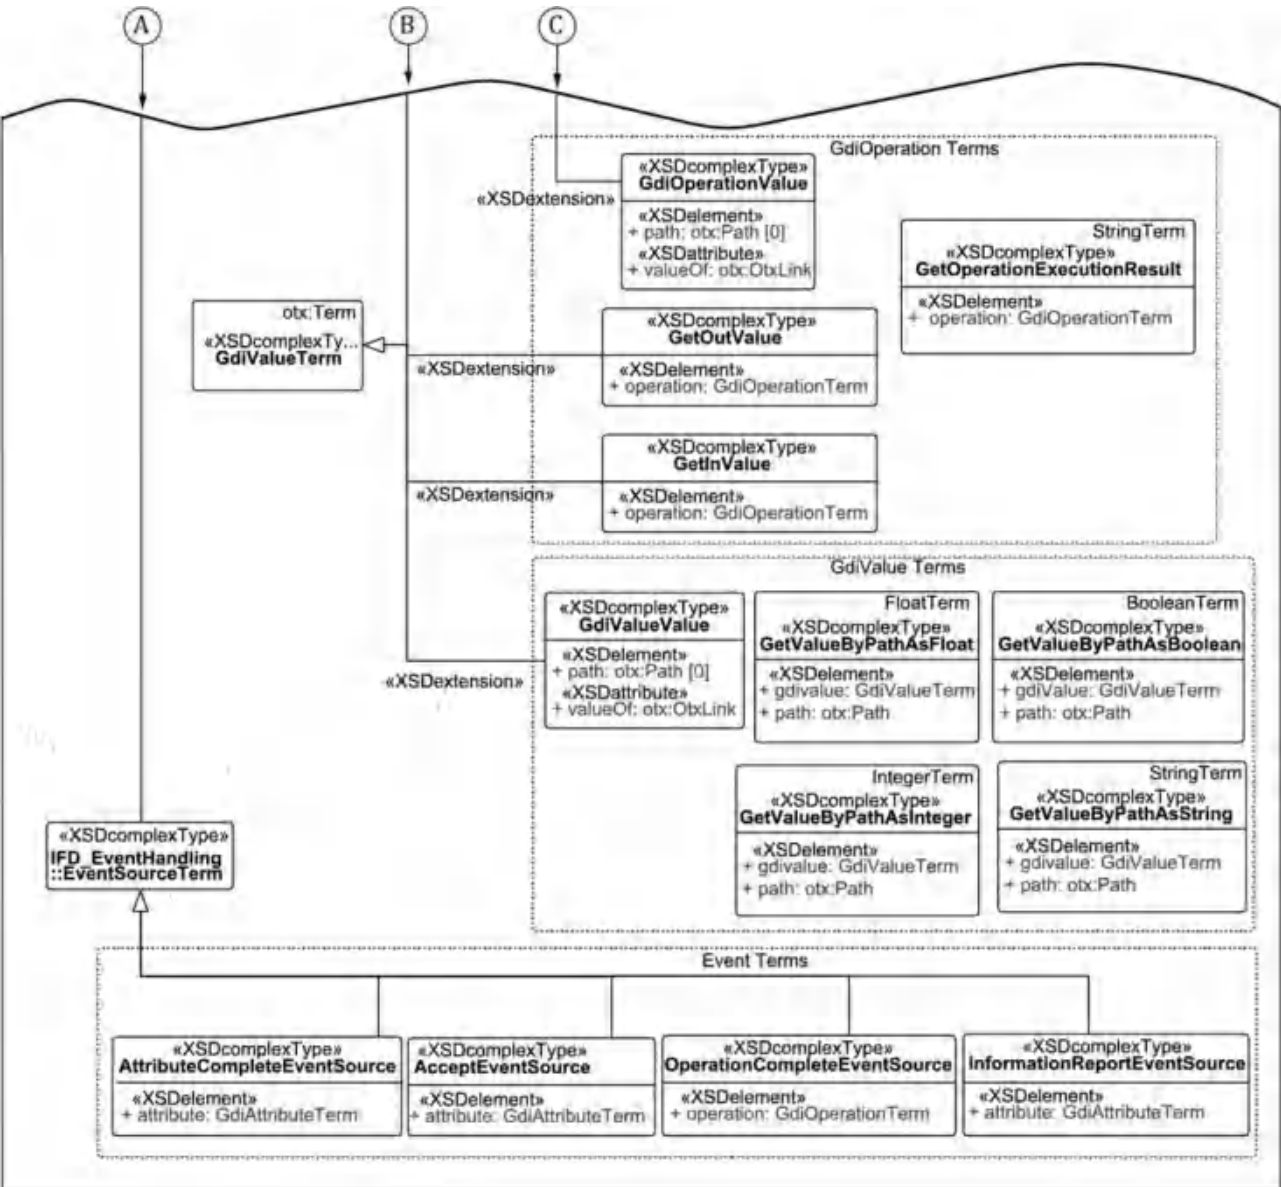 A
B
C
GdiOperation Terms
«XSDcomplexType»
GdiOperationValue
«XSDextension»
«XSDelement»
+ path: otx:Path [0]
«XSDattribute»
+ valueOf: otx:OtxLink
StringTerm
«XSDcomplexType»
GetOperationExecutionResult
«XSDelement»
+ operation: GdiOperationTerm
otx:Term
«XSDcomplexTy...
GdiValueTerm
«XSDcomplexType»
GetOutValue
«XSDextension»
«XSDelement»
+ operation: GdiOperationTerm
«XSDcomplexType»
GetInValue
«XSDextension»
«XSDelement»
+ operation: GdiOperationTerm
GdiValue Terms
«XSDcomplexType»
GdiValueValue
«XSDelement»
+ path: otx:Path [0]
«XSDattribute»
+ valueOf: otx:OtxLink
«XSDextension»
FloatTerm
«XSDcomplexType»
GetValueByPathAsFloat
«XSDelement»
+ gdivalue: GdiValueTerm
+ path: otx:Path
BooleanTerm
«XSDcomplexType»
GetValueByPathAsBoolean
«XSDelement»
+ gdiValue: GdiValueTerm
+ path: otx:Path
IntegerTerm
«XSDcomplexType»
GetValueByPathAsInteger
«XSDelement»
+ gdivalue: GdiValueTerm
+ path: otx:Path
StringTerm
«XSDcomplexType»
GetValueByPathAsString
«XSDelement»
+ gdivalue: GdiValueTerm
+ path: otx:Path
«XSDcomplexType»
IFD_EventHandling
::EventSourceTerm
Event Terms
«XSDcomplexType»
AttributeCompleteEventSource
«XSDelement»
+ attribute: GdiAttributeTerm
«XSDcomplexType»
AcceptEventSource
«XSDelement»
+ attribute: GdiAttributeTerm
«XSDcomplexType»
OperationCompleteEventSource
«XSDelement»
+ operation: GdiOperationTerm
«XSDcomplexType»
InformationReportEventSource
«XSDelement»
+ attribute: GdiAttributeTerm